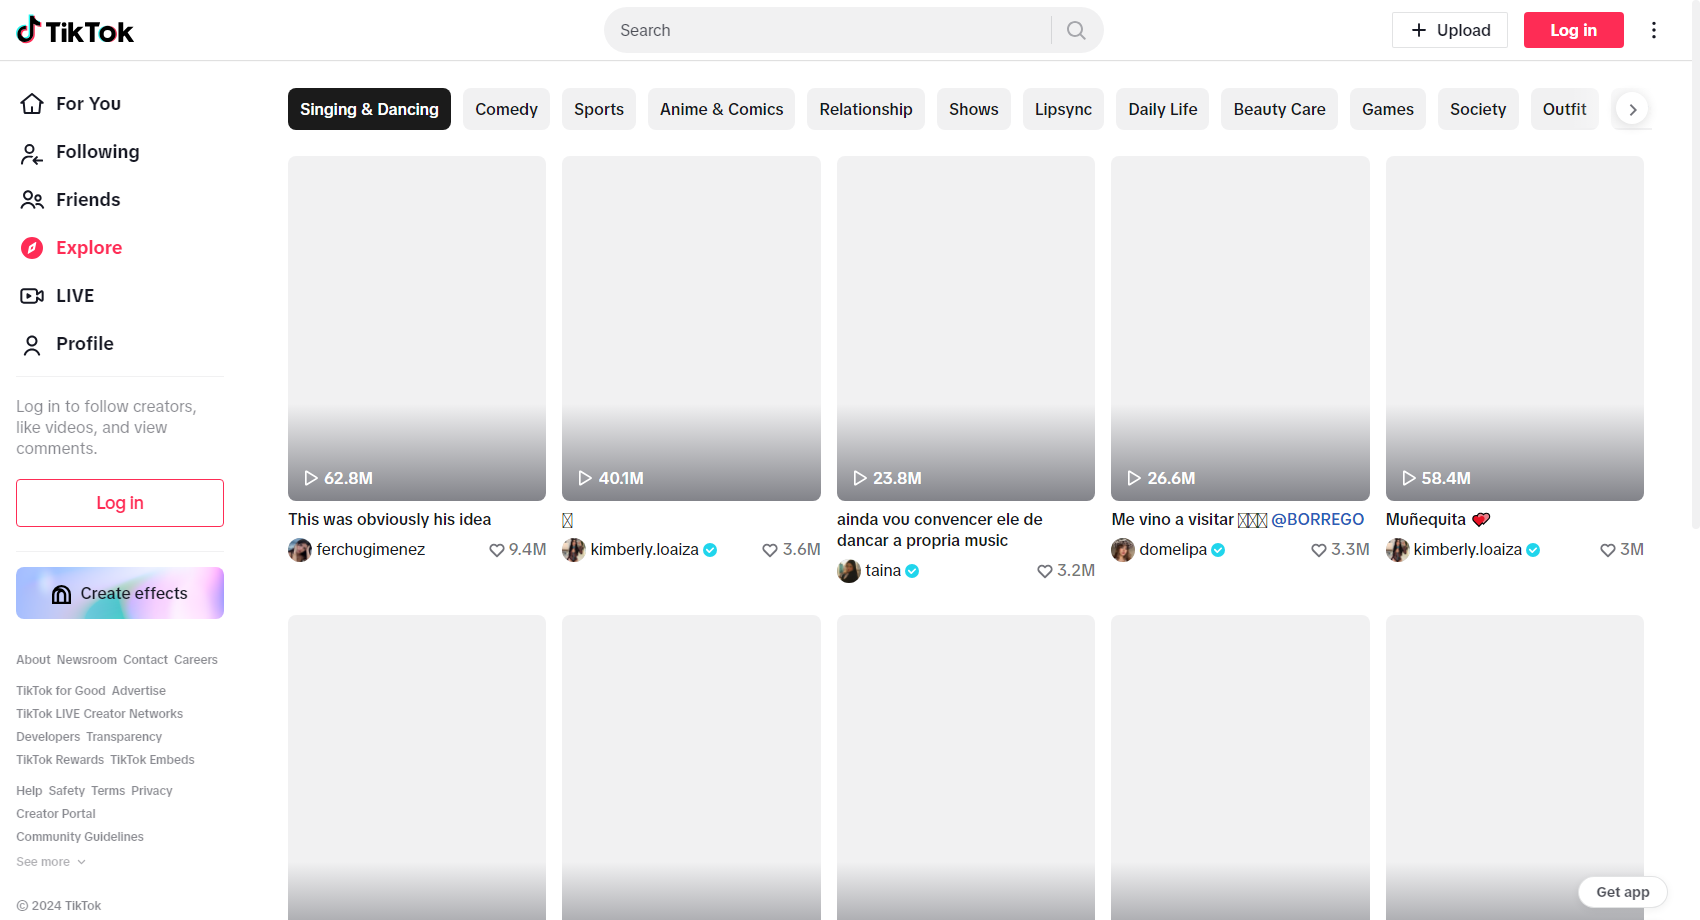 TikTok
Search
Upload
Log in
For You
Following
Friends
Explore
LIVE
Profile
Log in to follow creators,
like videos, and view
comments.
Log in
Create effects
About Newsroom Contact Careers
TikTok for Good Advertise
TikTok LIVE Creator Networks
Developers Transparency
TikTok Rewards TikTok Embeds
Help Safety Terms Privacy
Creator Portal
Community Guidelines
See more
© 2024 TikTok
Singing & Dancing Comedy Sports Anime & Comics Relationship Shows Lipsync Daily Life Beauty Care Games Society Outfit
62.8M
This was obviously his idea
ferchugimenez 9.4M
40.1M
kimberly.loaiza 3.6M
23.8M
ainda vou convencer ele de
dancar a propria music
taina 3.2M
26.6M
Me vino a visitar @BORREGO
domelipa 3.3M
58.4M
Muñequita 💕
kimberly.loaiza 3M
Get app